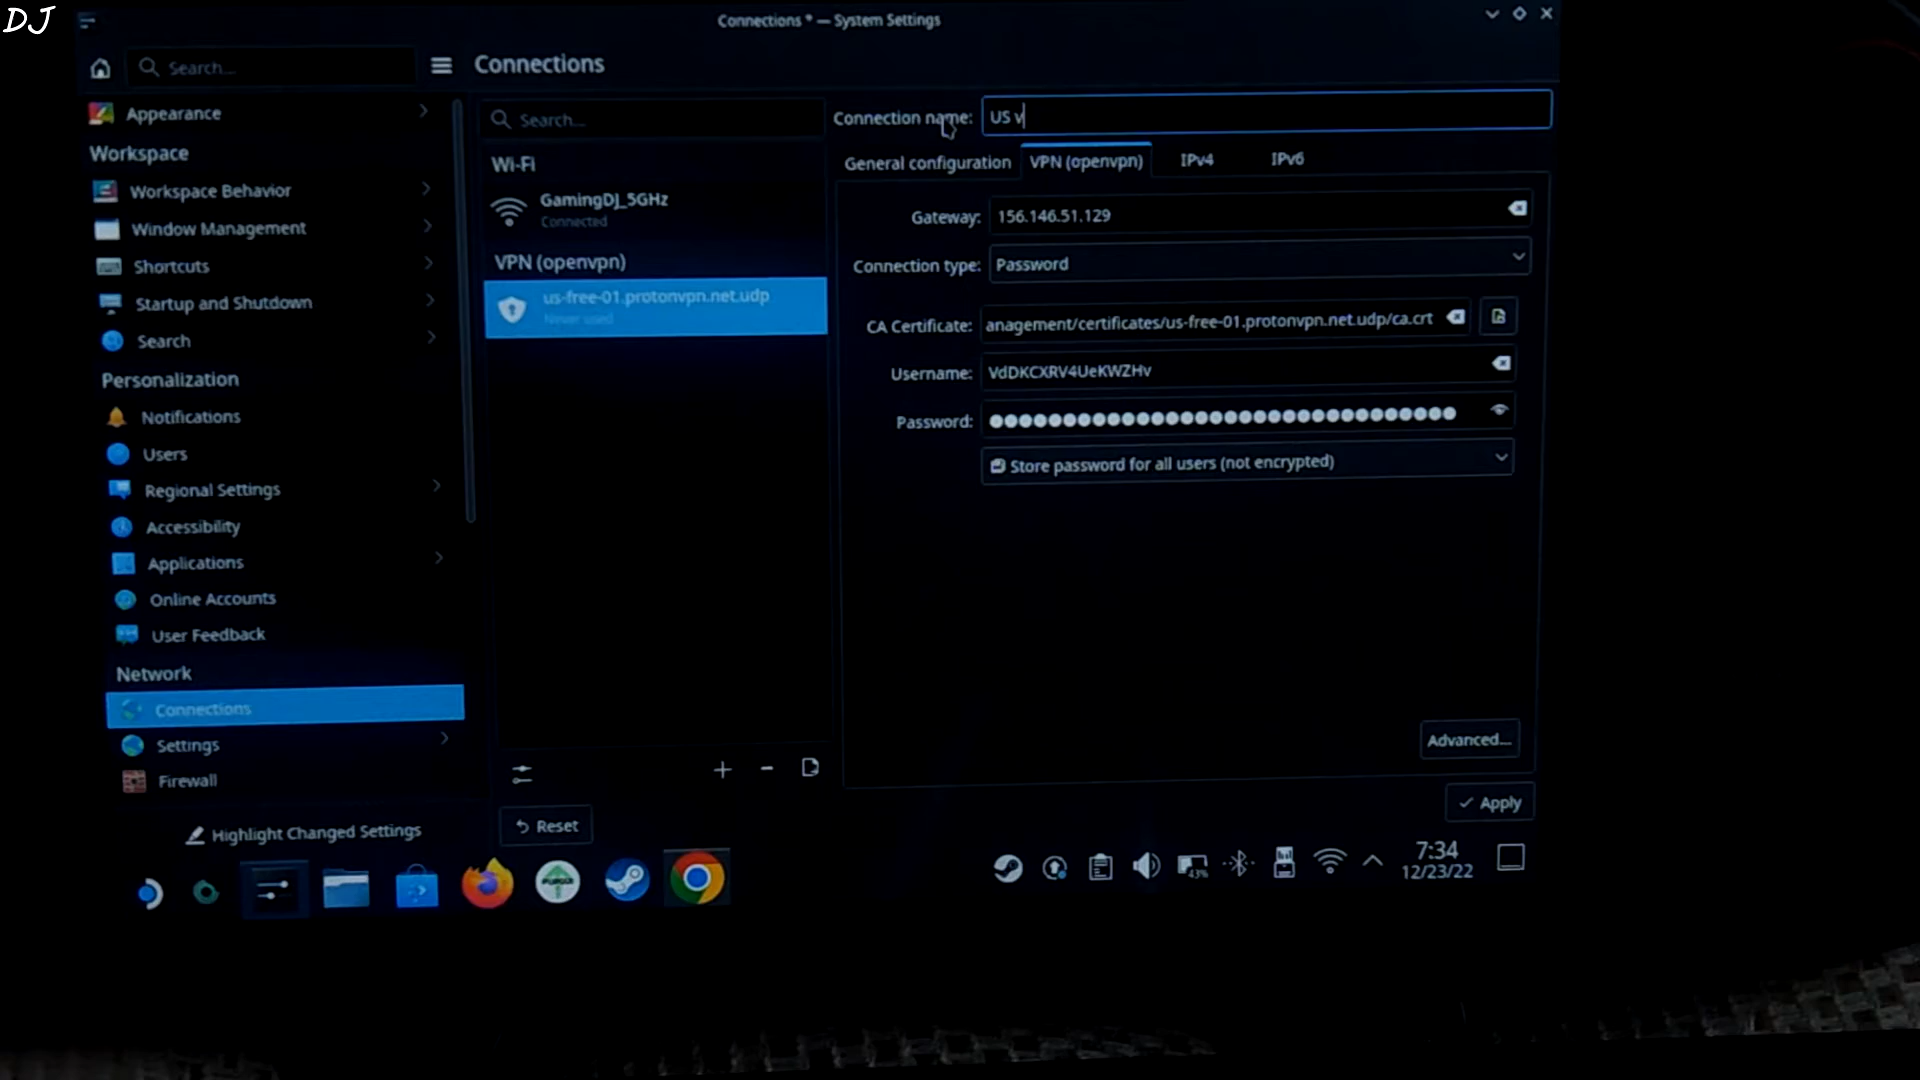 DJ
Connections * — System Settings
Search...
Connections
Appearance
Workspace
Workspace Behavior
Window Management
Shortcuts
Startup and Shutdown
Search
Personalization
Notifications
Users
Regional Settings
Accessibility
Applications
Online Accounts
User Feedback
Network
Connections
Settings
Firewall
Highlight Changed Settings
Search...
Wi-Fi
GamingDJ_5GHz
Connected
VPN (openvpn)
us-free-01.protonvpn.net.udp
Never used
Reset
Connection name: US v
General configuration VPN (openvpn) IPv4 IPv6
Gateway: 156.146.51.129
Connection type: Password
CA Certificate: anagement/certificates/us-free-01.protonvpn.net.udp/ca.crt
Username: VdDKCXRV4UeKWZHv
Password:
Store password for all users (not encrypted)
Advanced...
Apply
43%
7:34
12/23/22